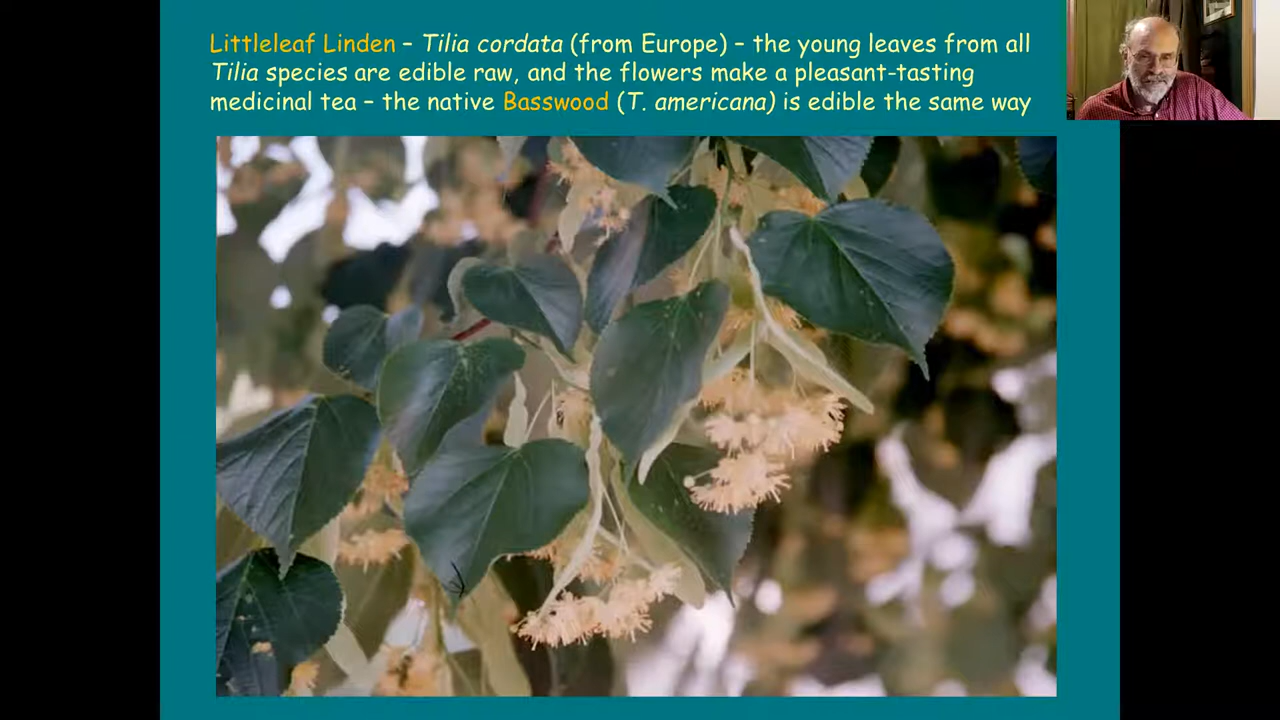 Littleleaf Linden – Tilia cordata (from Europe) – the young leaves from all
Tilia species are edible raw, and the flowers make a pleasant-tasting
medicinal tea – the native Basswood (T. americana) is edible the same way